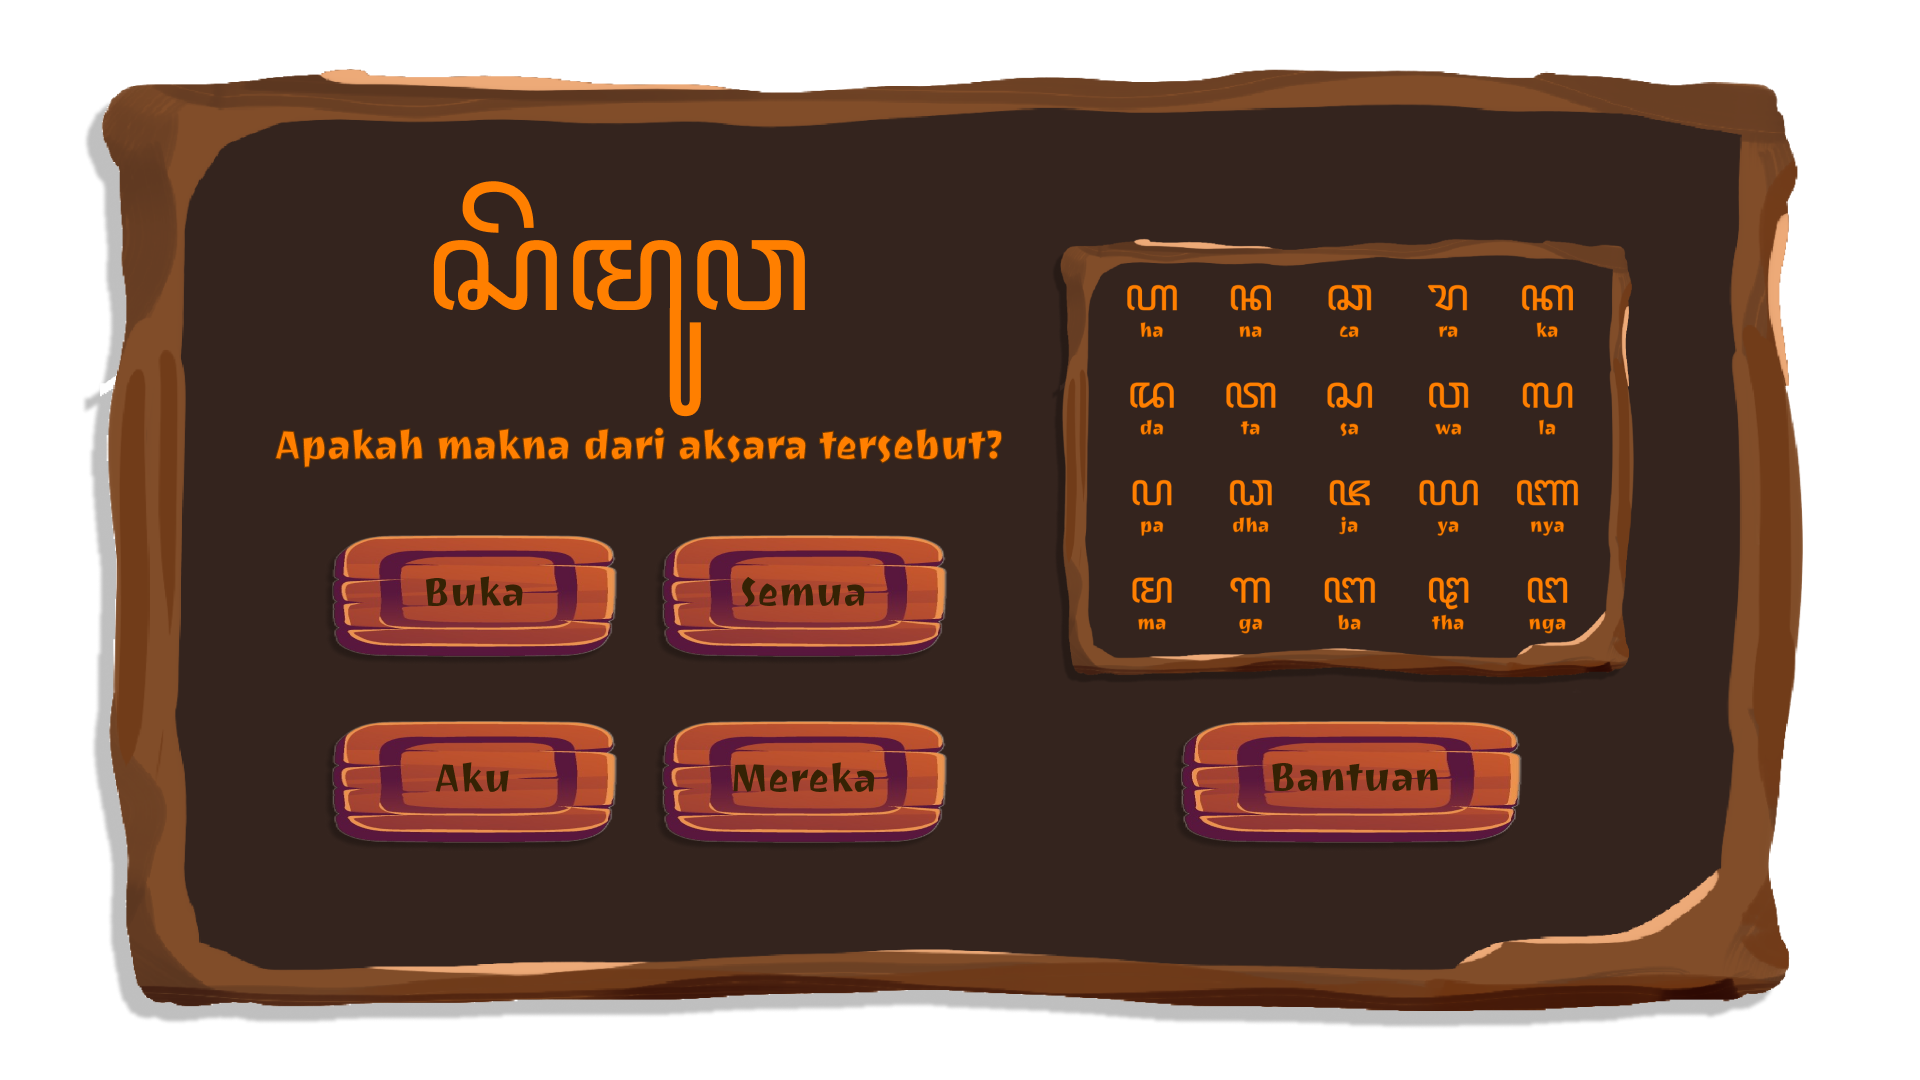 ꦱꦶꦩꦸꦮ
Apakah makna dari aksara tersebut?
Buka
Semua
Aku
Mereka
ꦲ ꦤ ꦕ ꦫ ꦏ
ha na ca ra ka
ꦢ ꦠ ꦱ ꦮ ꦭ
da ta sa wa la
ꦥ ꦝ ꦗ ꦪ ꦚ
pa dha ja ya nya
ꦩ ꦒ ꦧ ꦛ ꦔ
ma ga ba tha nga
Bantuan